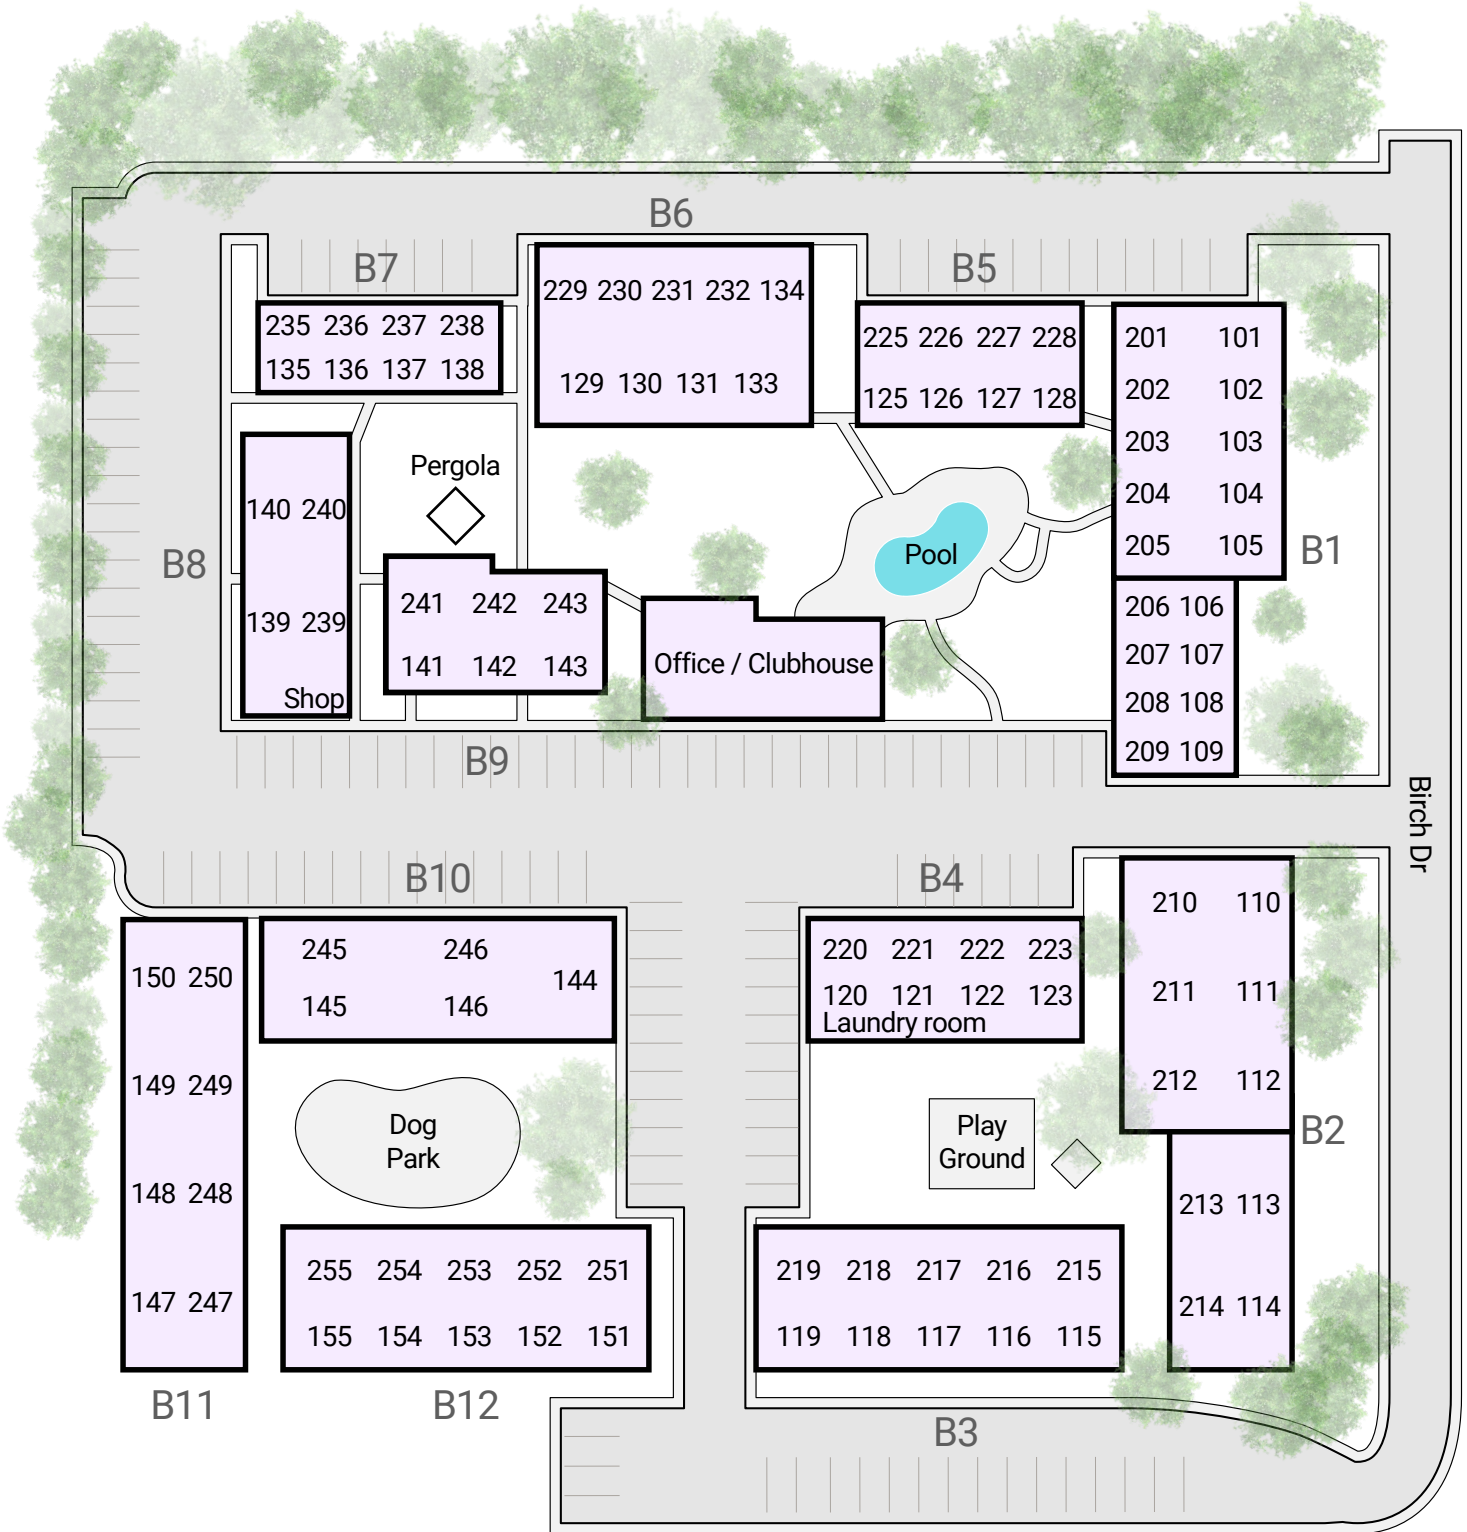 B6
B7
B5
229 230 231 232 134
235 236 237 238
135 136 137 138
129 130 131 133
225 226 227 228
125 126 127 128
201 101
202 102
203 103
204 104
205 105
B1
206 106
207 107
208 108
209 109
Pergola
140 240
139 239
Shop
B8
Pool
241 242 243
141 142 143
Office / Clubhouse
B9
Birch Dr
B10
B4
150 250
149 249
148 248
147 247
B11
245 246
144
145 146
Dog
Park
255 254 253 252 251
155 154 153 152 151
B12
220 221 222 223
120 121 122 123
Laundry room
Play
Ground
210 110
211 111
212 112
B2
213 113
214 114
219 218 217 216 215
119 118 117 116 115
B3